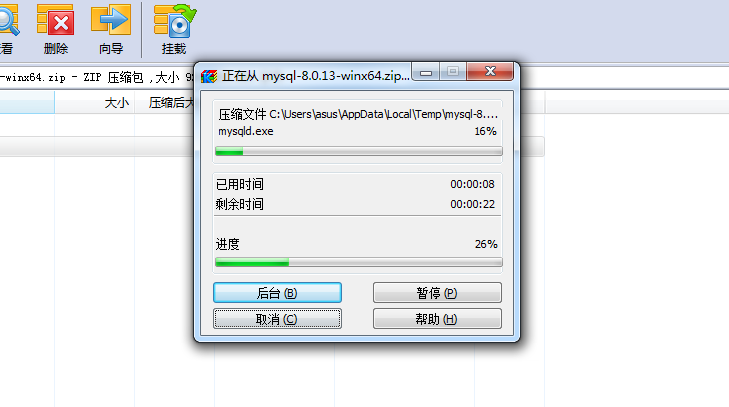 看
删除
向导
挂载
-winx64.zip - ZIP 压缩包 ,大小 9
大小
压缩后大
正在从 mysql-8.0.13-winx64.zip...
压缩文件 C:\Users\asus\AppData\Local\Temp\mysql-8....
mysqld.exe
16%
已用时间
00:00:08
剩余时间
00:00:22
进度
26%
后台 (B)
暂停 (P)
取消 (C)
帮助 (H)